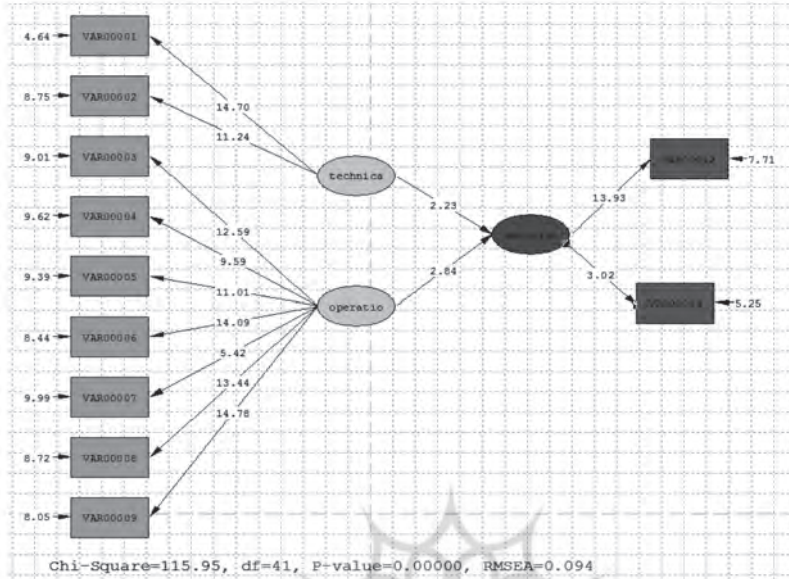 4.64 VAR00001
14.70
8.75 VAR00002
11.24
9.01 VAR00003
technica
7.71
13.93
2.23
9.62 VAR00004
12.59
9.59
2.84
3.02
9.39 VAR00005
11.01
operatio
5.25
14.09
8.44 VAR00006
5.42
13.44
9.99 VAR00007
14.78
8.72 VAR00008
8.05 VAR00009
Chi-Square=115.95, df=41, P-value=0.00000, RMSEA=0.094